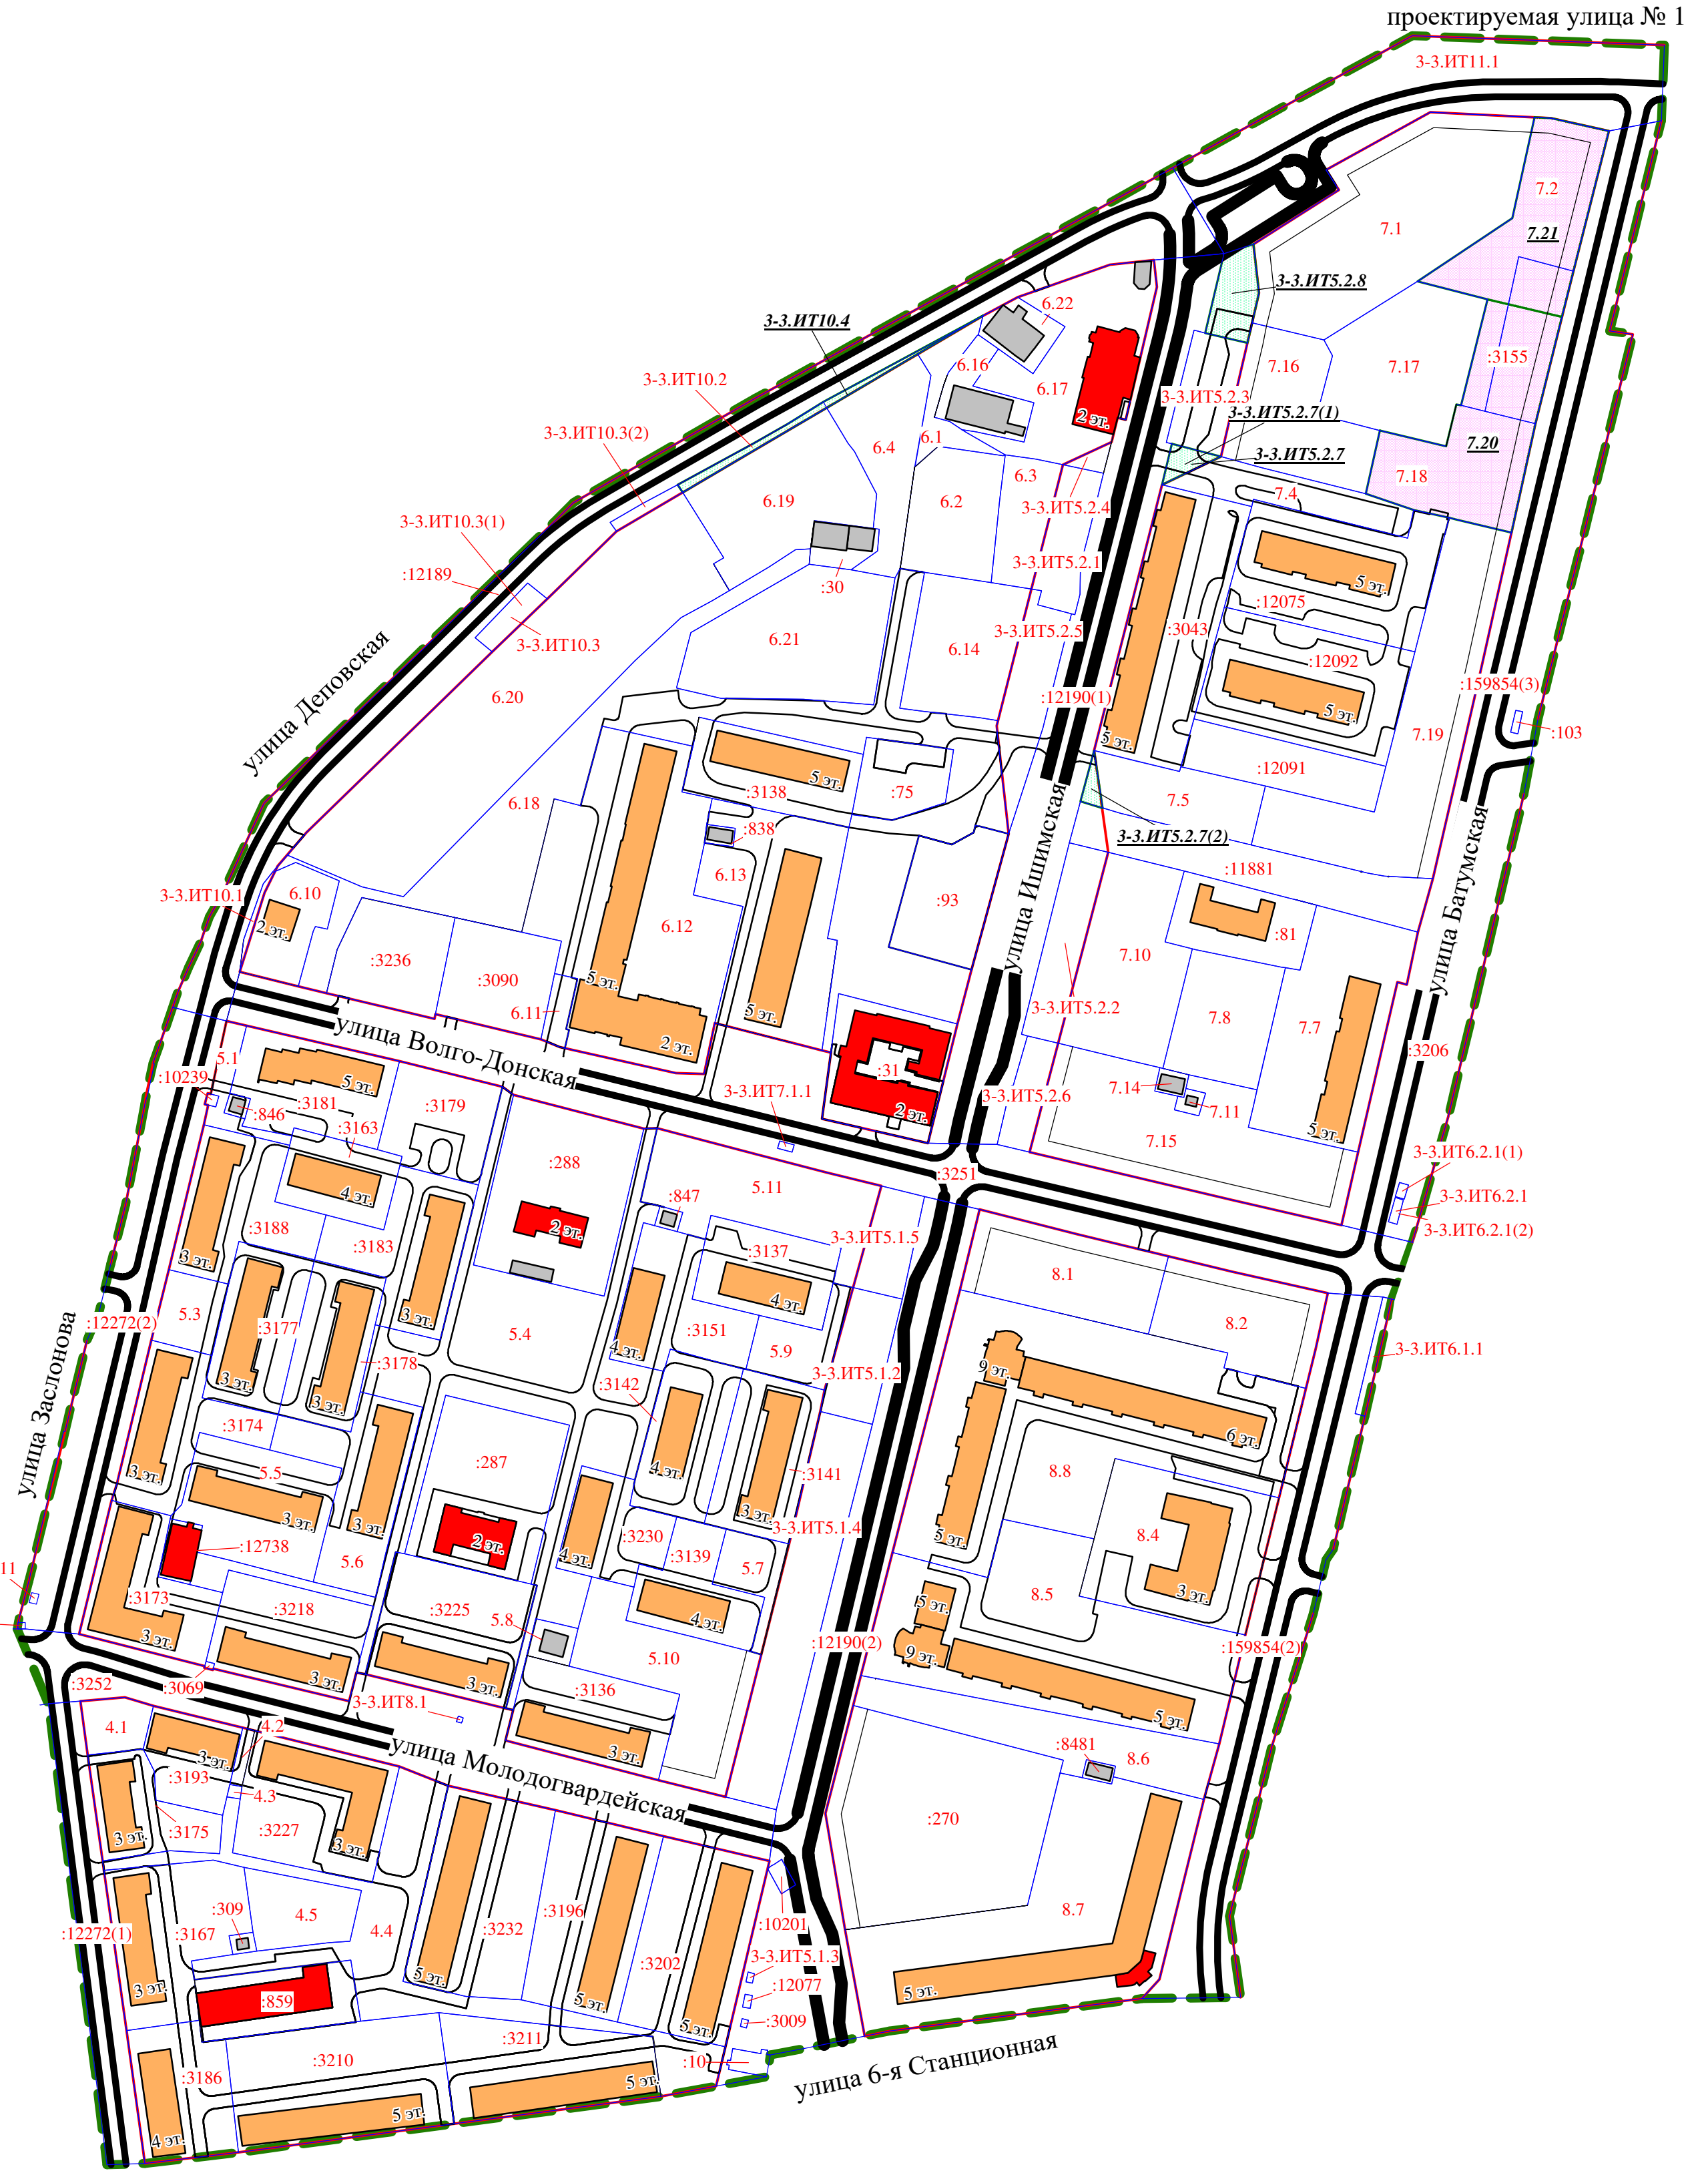 проектируемая улица № 1
3-3.ИТ11.1
7.2
7.1
7.21
3-3.ИТ5.2.8
3-3.ИТ10.4
6.22
:3155
7.16
7.17
6.16
6.17
3-3.ИТ10.2
3-3.ИТ5.2.3
3-3.ИТ5.2.7(1)
2 эт.
3-3.ИТ10.3(2)
6.4
6.1
7.20
3-3.ИТ5.2.7
6.3
7.18
6.19
6.2
7.4
3-3.ИТ5.2.4
3-3.ИТ10.3(1)
3-3.ИТ5.2.1
:12189
:30
5 эт.
:12075
:3043
3-3.ИТ5.2.5
3-3.ИТ10.3
6.21
6.14
:12092
улица Деповская
6.20
:12190(1)
:159854(3)
5 эт.
5 эт.
7.19
:103
:12091
5 эт.
:3138
:75
7.5
6.18
:838
3-3.ИТ5.2.7(2)
улица Ишимская
улица Батумская
6.13
:11881
3-3.ИТ10.1
6.10
:93
2 эт.
6.12
:81
:3236
7.10
:3090
5 эт.
6.11
5 эт.
3-3.ИТ5.2.2
7.8
7.7
улица Волго-Донская
2 эт.
:3206
5.1
:10239
5 эт.
:31
7.14
3-3.ИТ7.1.1
3-3.ИТ5.2.6
:3181
:3179
:846
2 эт.
7.11
:3163
5 эт.
7.15
:288
3-3.ИТ6.2.1(1)
:3251
5.11
4 эт.
:847
3-3.ИТ6.2.1
:3188
2 эт.
3-3.ИТ6.2.1(2)
:3183
3-3.ИТ5.1.5
:3137
3 эт.
8.1
4 эт.
5.3
3 эт.
:12272(2)
:3177
5.4
:3151
8.2
5.9
4 эт.
3-3.ИТ6.1.1
:3178
3-3.ИТ5.1.2
9 эт.
3 эт.
:3142
3 эт.
улица Заслонова
:3174
6 эт.
:287
4 эт.
8.8
5.5
3 эт.
:3141
3 эт.
3 эт.
3 эт.
3-3.ИТ5.1.4
8.4
:3230
5 эт.
:12738
2 эт.
4 эт.
:3139
5.6
5.7
11
8.5
3 эт.
:3173
:3218
:3225
5.8
4 эт.
5 эт.
3 эт.
:12190(2)
:159854(2)
9 эт.
5.10
3 эт.
:3252
:3069
3 эт.
:3136
3-3.ИТ8.1
4.1
4.2
5 эт.
3 эт.
улица Молодогвардейская
3 эт.
:8481
8.6
:3193
4.3
:270
:3175
:3227
3 эт.
3 эт.
:309
4.5
8.7
:3196
:10201
:12272(1)
:3167
4.4
:3232
3-3.ИТ5.1.3
:3202
5 эт.
:12077
3 эт.
5 эт.
:859
5 эт.
:3009
5 эт.
:3211
:3210
:10
улица 6-я Станционная
:3186
5 эт.
5 эт.
4 эт.